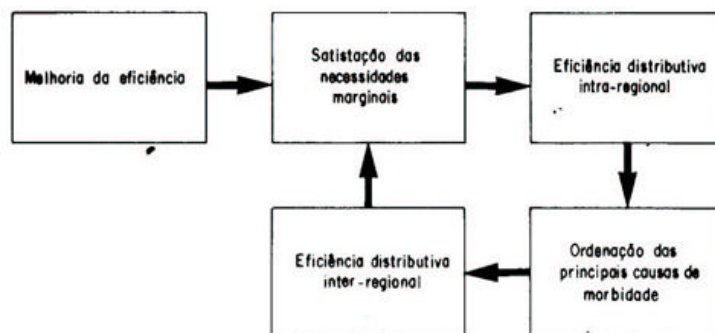 Melhoria da eficiência
Satistação das
necessidades
marginais
Eficiência distributiva
intra-regional
Eficiência distributiva
inter-regional
Ordenação das
principais causas de
morbidade